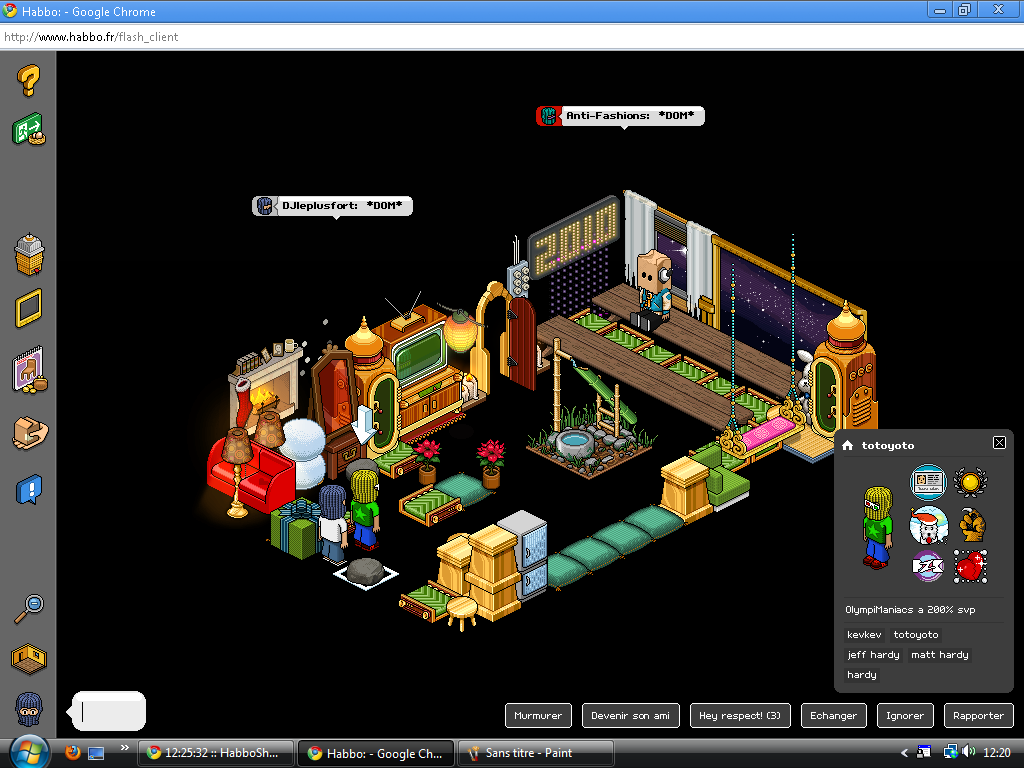 Habbo: - Google Chrome
http://www.habbo.fr/flash_client
Anti-Fashions: *DOM*
DJleplusfort: *DOM*
2010
totoyoto
OlympiManiacs a 200% svp
kevkev totoyoto
jeff hardy matt hardy
hardy
Murmurer Devenir son ami Hey respect! (3) Echanger Ignorer Rapporter
12:25:32 :: HabboSh... Habbo: - Google Ch... Sans titre - Paint 12:20